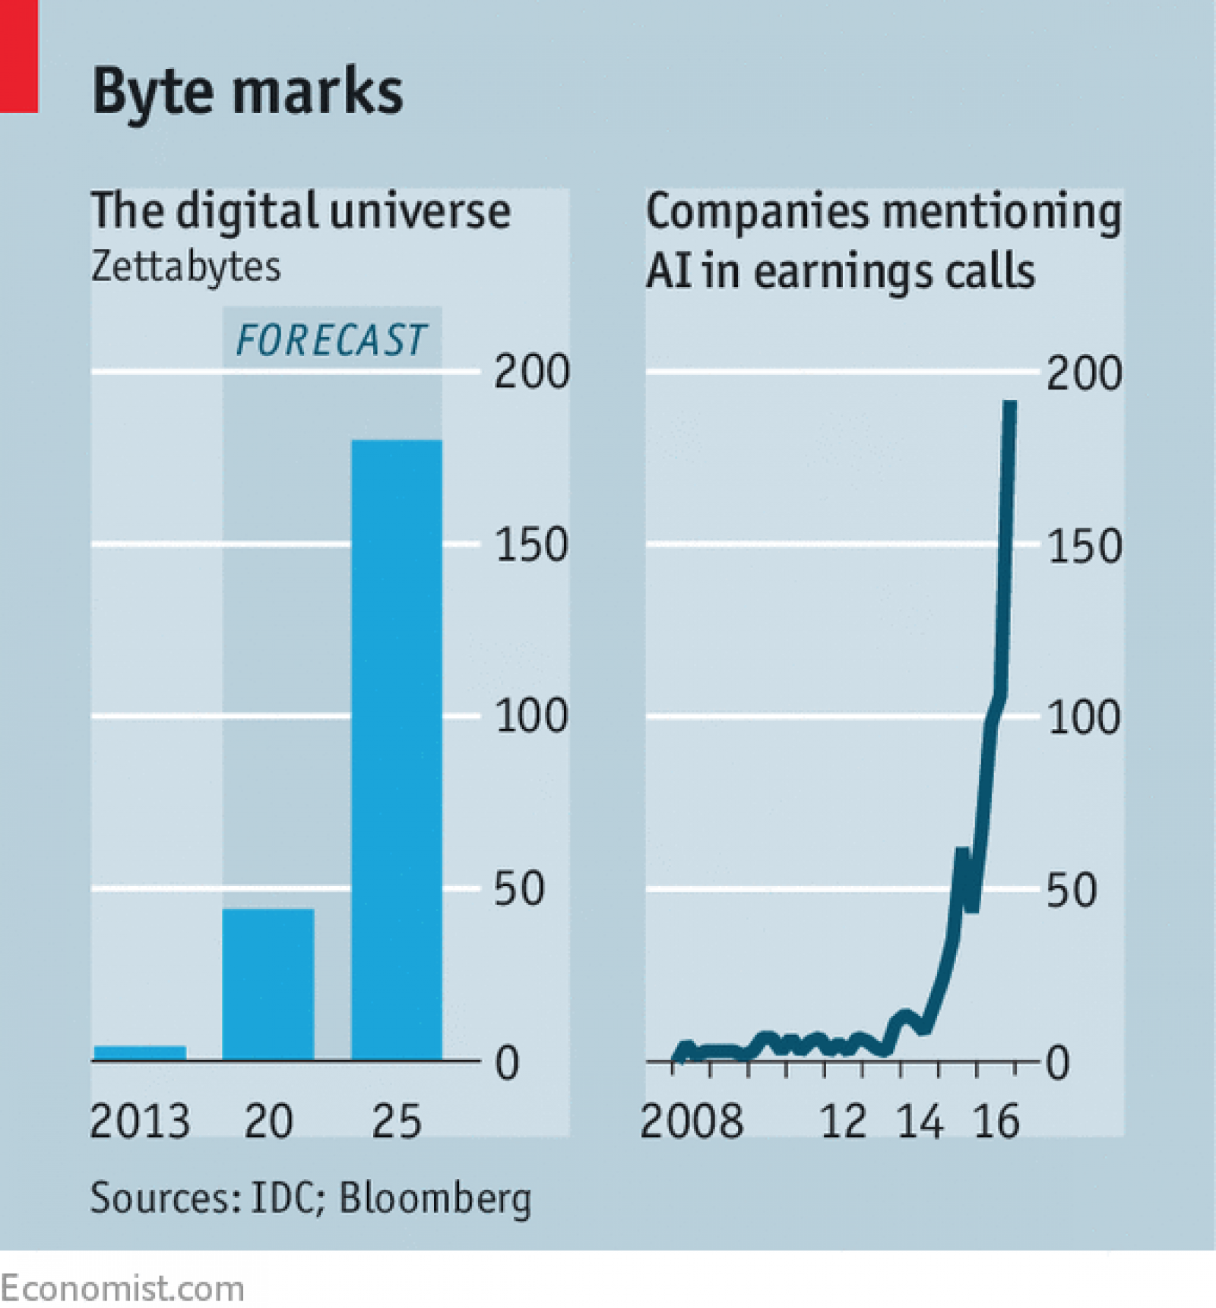 Byte marks
The digital universe
Zettabytes
FORECAST
200
150
100
50
0
2013 20 25
Companies mentioning
AI in earnings calls
200
150
100
50
0
2008 12 14 16
Sources: IDC; Bloomberg
Economist.com